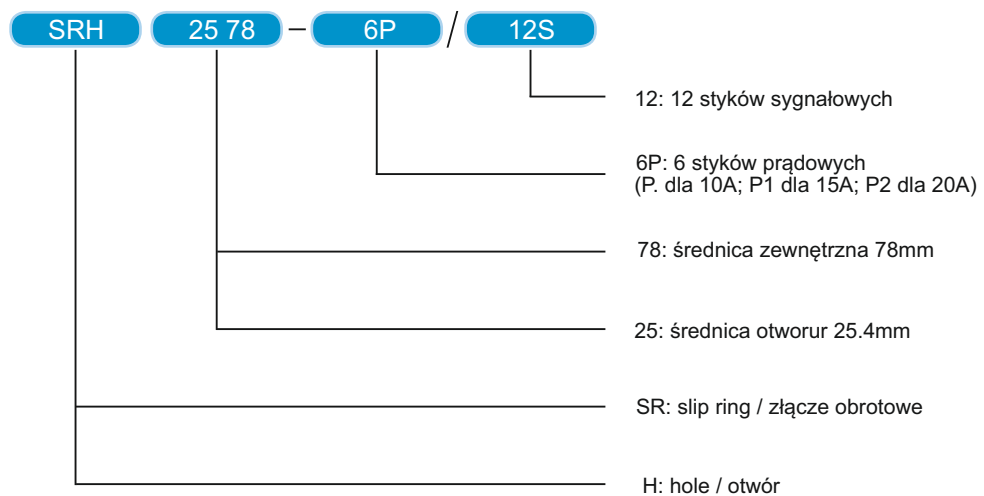 SRH 25 78 – 6P / 12S
12: 12 styków sygnałowych
6P: 6 styków prądowych
(P. dla 10A; P1 dla 15A; P2 dla 20A)
78: średnica zewnętrzna 78mm
25: średnica otworur 25.4mm
SR: slip ring / złącze obrotowe
H: hole / otwór